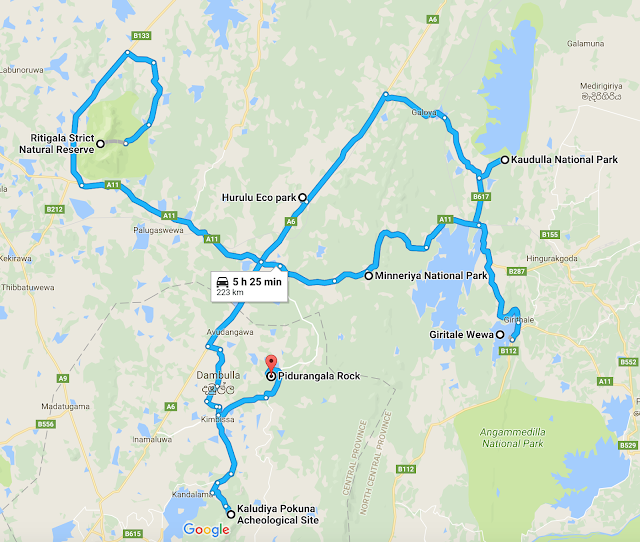 B133
A6
Galamuna
Labunoruwa
Medirigiriya
මැදිරිගිරිය
Galoya
Ritigala Strict
Natural Reserve
Kaudulla National Park
A11
B617
Hurulu Eco park
B212
A6
A11
A11
Palugaswewa
A11
B155
Kekirawa
Hingurakgoda
B287
Minneriya National Park
5 h 25 min
223 km
Thibbatuwewa
Giritale
Giritale Wewa
B112
Avudangawa
B552
Dambulla
දඹුල්ල
Pidurangala Rock
A9
A11
Madatugama
A6
Kimbissa
B556
Angammedilla
National Park
B529
Inamaluwa
CENTRAL PROVINCE
NORTH CENTRAL PROVINCE
B112
Kandalama
Kaludiya Pokuna
Acheological Site
Google
B615